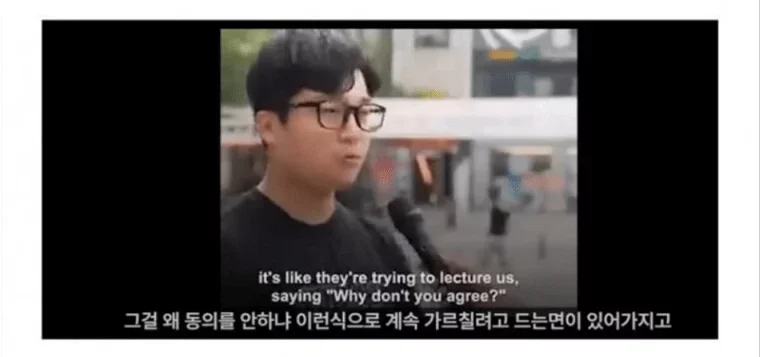 it's like they're trying to lecture us,
saying "Why don't you agree?"
그걸 왜 동의를 안하냐 이런식으로 계속 가르칠려고 드는면이 있어가지고